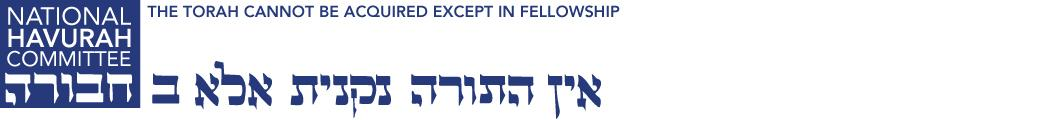 NATIONAL
HAVURAH
COMMITTEE
חבורה
THE TORAH CANNOT BE ACQUIRED EXCEPT IN FELLOWSHIP
אין התורה נקנית אלא ב